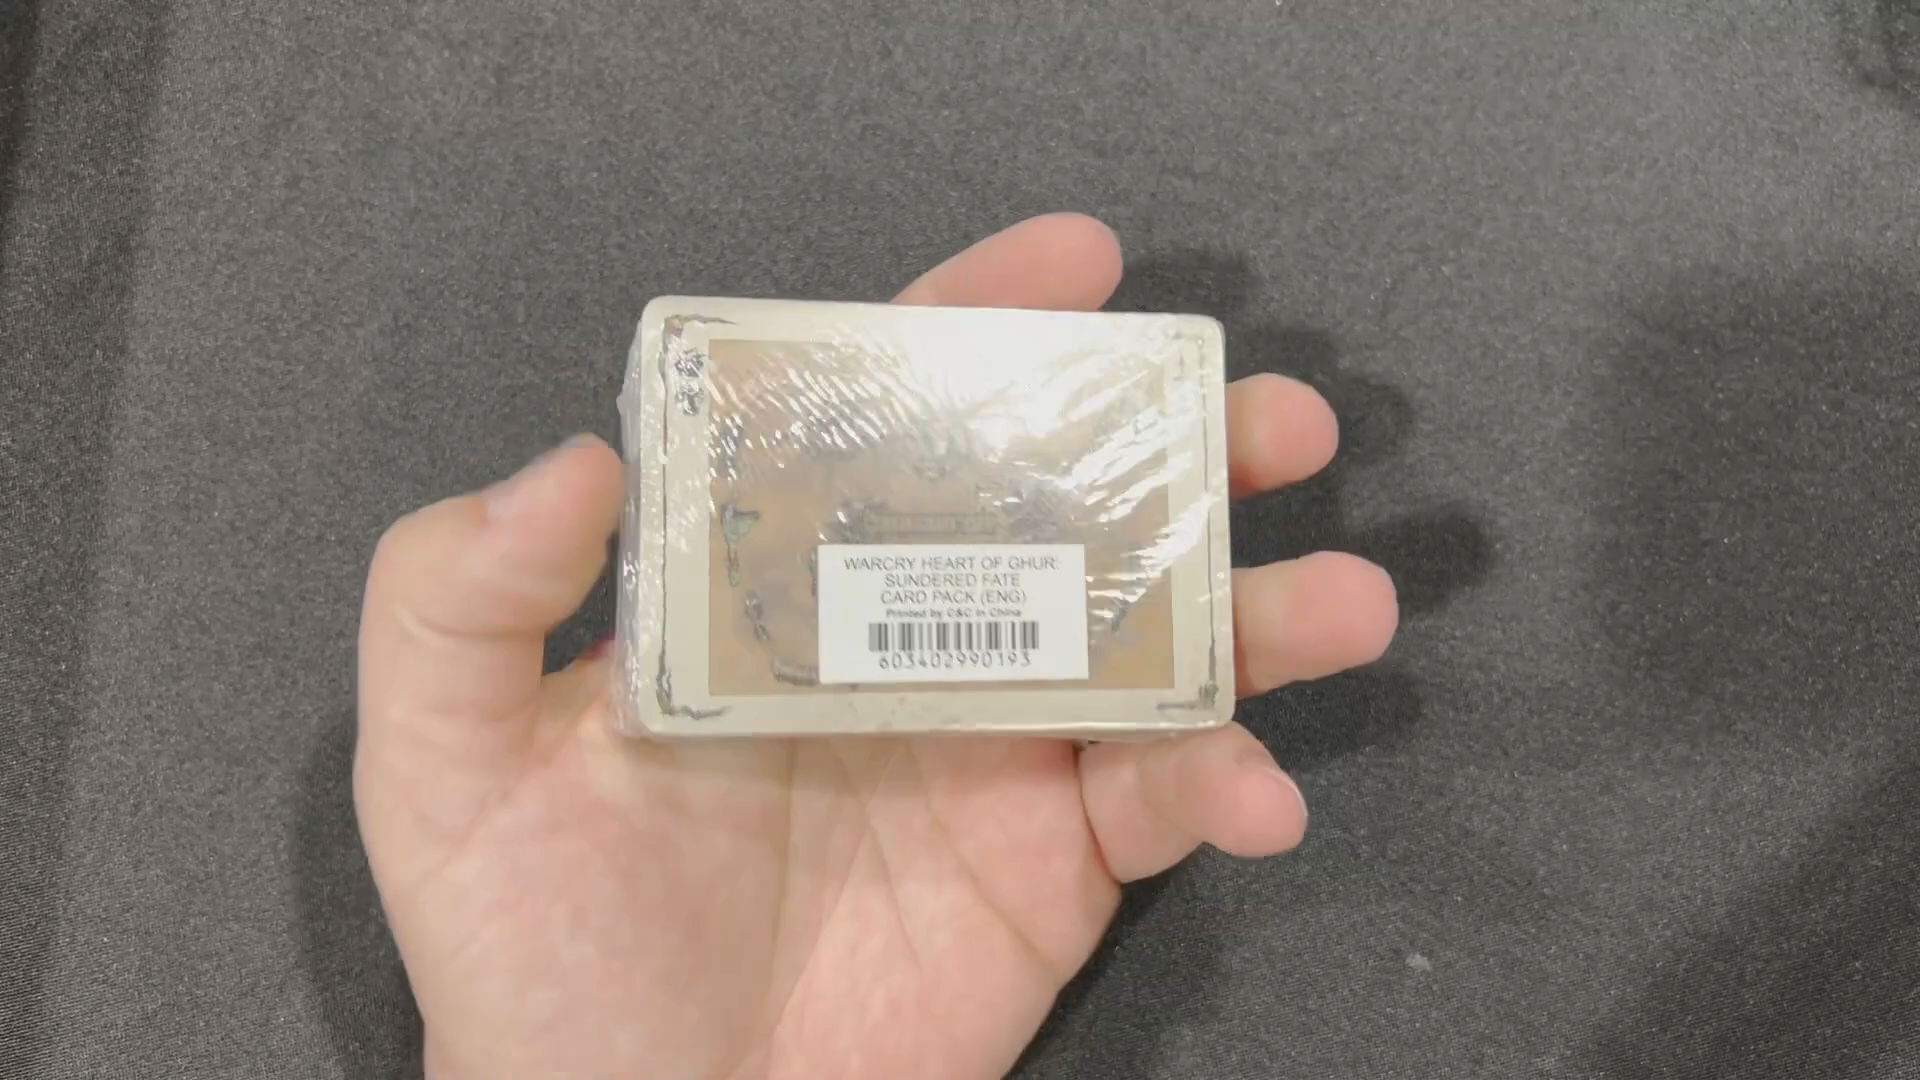 WARCRY HEART OF GHUR:
SUNDERED FATE
CARD PACK (ENG)
Printed by C&C in China
603402990193